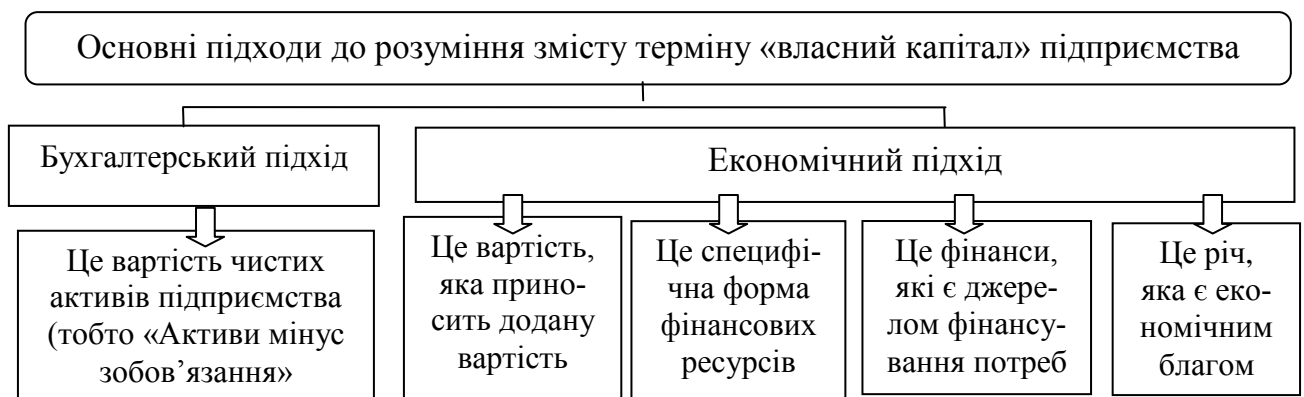 Основні підходи до розуміння змісту терміну «власний капітал» підприємства
Бухгалтерський підхід
Економічний підхід
Це вартість чистих
активів підприємства
(тобто «Активи мінус
зобов’язання»
Це вартість,
яка прино-
сить додану
вартість
Це специфі-
чна форма
фінансових
ресурсів
Це фінанси,
які є джере-
лом фінансу-
вання потреб
Це річ,
яка є еко-
номічним
благом